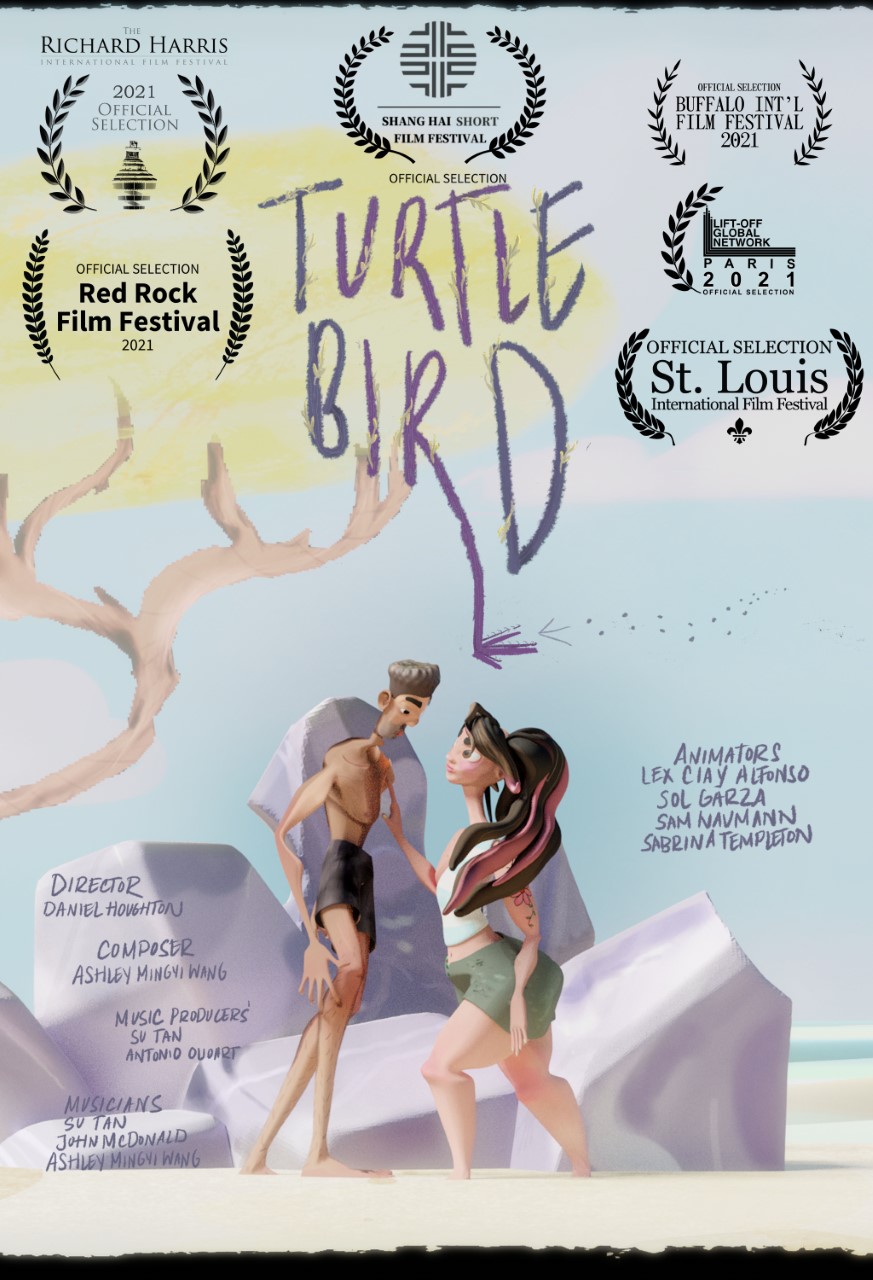 THE
RICHARD HARRIS
INTERNATIONAL FILM FESTIVAL
2021
OFFICIAL
SELECTION
SHANG HAI SHORT
FILM FESTIVAL
OFFICIAL SELECTION
OFFICIAL SELECTION
BUFFALO INT'L
FILM FESTIVAL
2021
LIFT-OFF
GLOBAL
NETWORK
PARIS
2021
OFFICIAL SELECTION
OFFICIAL SELECTION
Red Rock
Film Festival
2021
OFFICIAL SELECTION
St. Louis
International Film Festival
TURTLE
BIRD
ANIMATORS
LEX CLAY ALFONSO
SOL GARZA
SAM NAUMANN
SABRINA TEMPLETON
DIRECTOR
DANIEL HOUGHTON
COMPOSER
ASHLEY MINGYI WANG
MUSIC PRODUCERS
SU TAN
ANTONIO
MUSICIANS
SU TAN
JOHN MCDONALD
ASHLEY MINGYI WANG